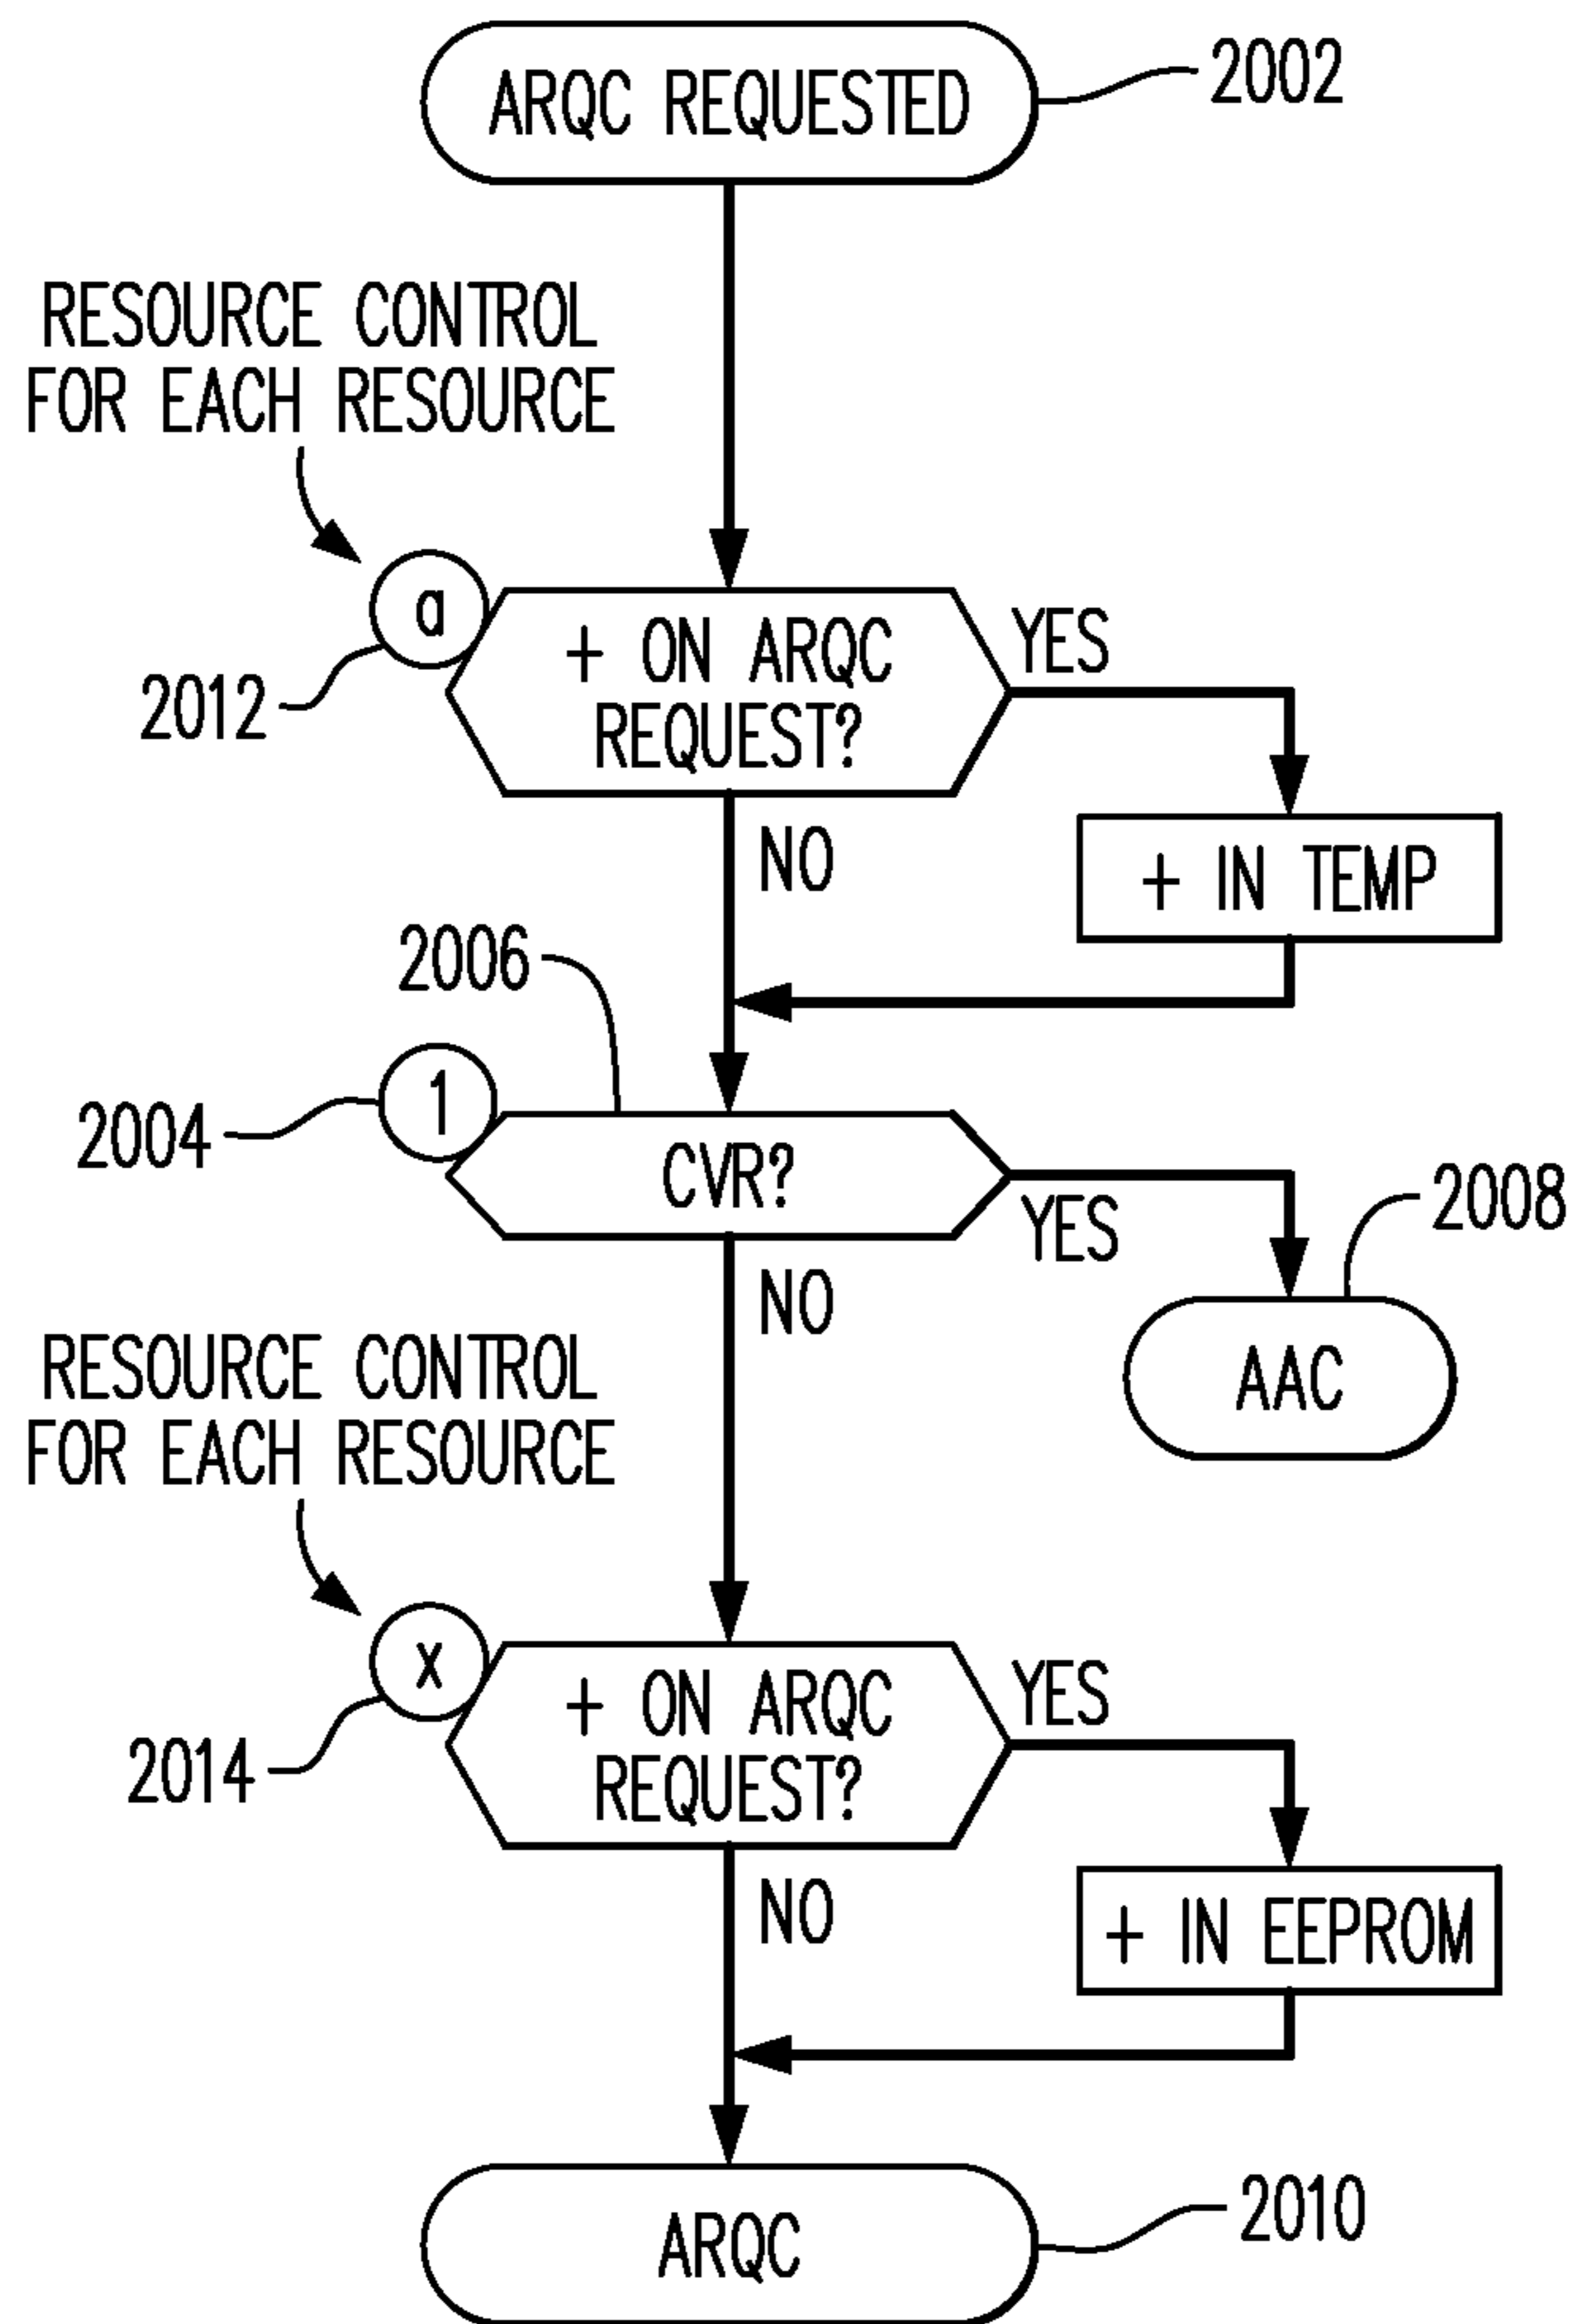 ARQC REQUESTED
2002
RESOURCE CONTROL
FOR EACH RESOURCE
a
2012
+ ON ARQC
REQUEST?
YES
NO
+ IN TEMP
2006
1
2004
CVR?
YES
NO
2008
AAC
RESOURCE CONTROL
FOR EACH RESOURCE
x
2014
+ ON ARQC
REQUEST?
YES
NO
+ IN EEPROM
ARQC
2010